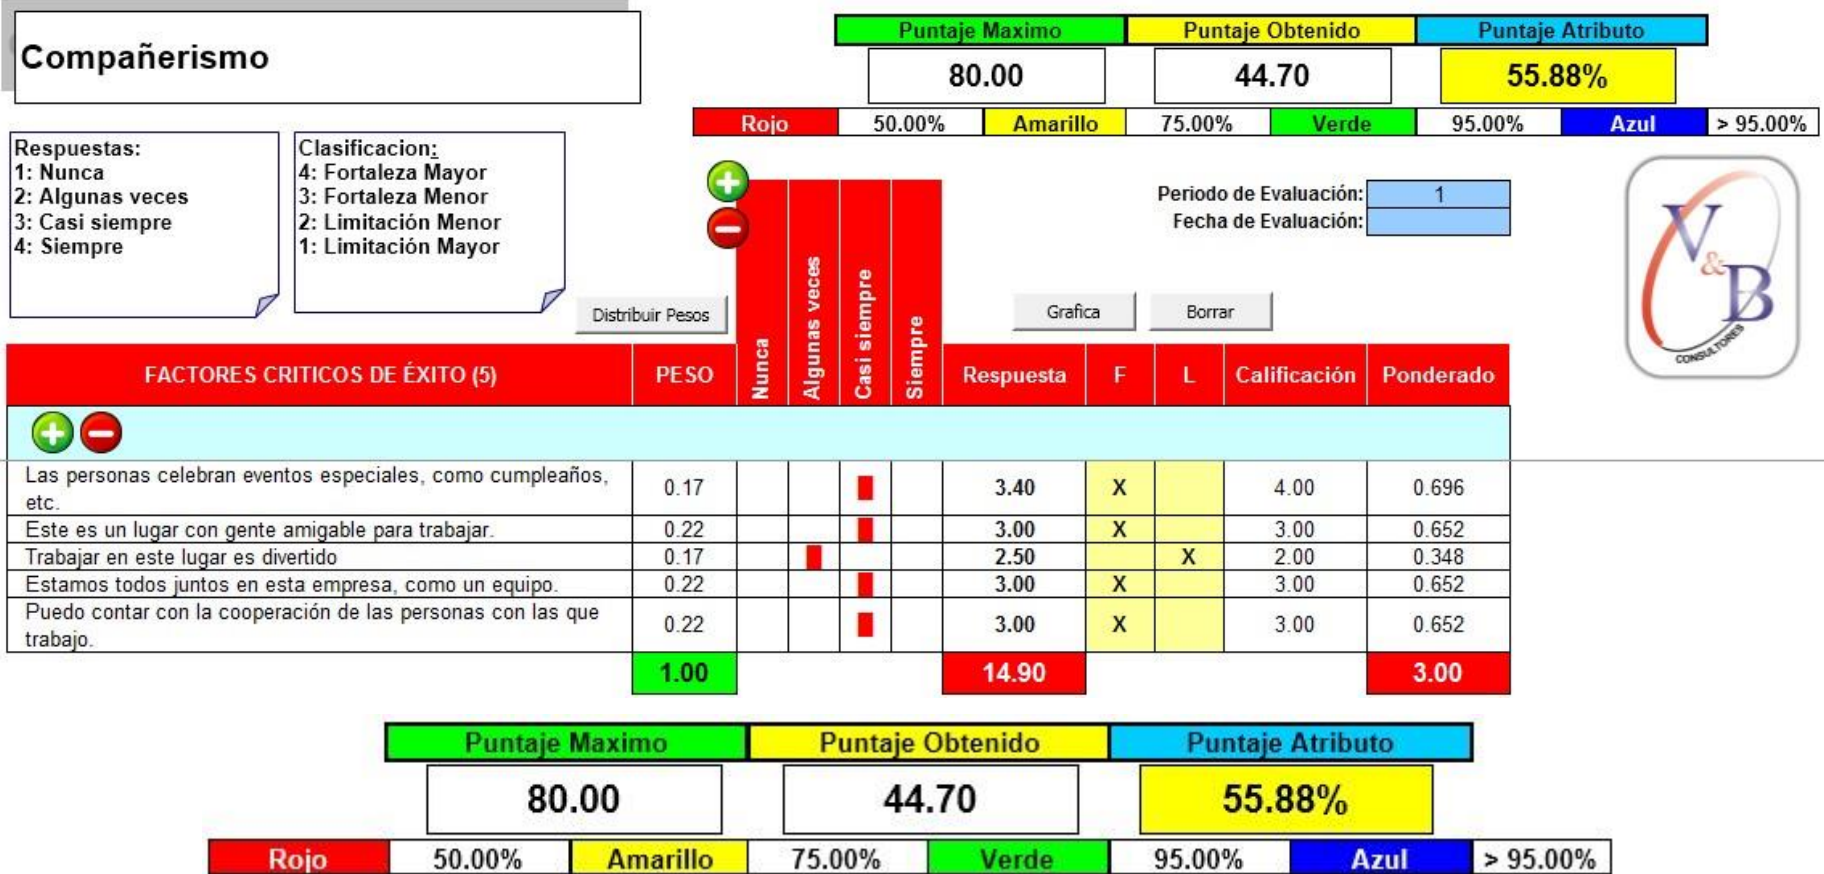 Compañerismo
Puntaje Maximo Puntaje Obtenido Puntaje Atributo
80.00 44.70 55.88%
Rojo 50.00% Amarillo 75.00% Verde 95.00% Azul > 95.00%
Respuestas:
1: Nunca
2: Algunas veces
3: Casi siempre
4: Siempre
Clasificacion:
4: Fortaleza Mayor
3: Fortaleza Menor
2: Limitación Menor
1: Limitación Mayor
Periodo de Evaluación: 1
Fecha de Evaluación:
V&B
CONSULTORES
Distribuir Pesos
Grafica Borrar
FACTORES CRITICOS DE ÉXITO (5) PESO Nunca Algunas veces Casi siempre Siempre Respuesta F L Calificación Ponderado
Las personas celebran eventos especiales, como cumpleaños,
etc. 0.17 3.40 X 4.00 0.696
Este es un lugar con gente amigable para trabajar. 0.22 3.00 X 3.00 0.652
Trabajar en este lugar es divertido 0.17 2.50 X 2.00 0.348
Estamos todos juntos en esta empresa, como un equipo. 0.22 3.00 X 3.00 0.652
Puedo contar con la cooperación de las personas con las que
trabajo. 0.22 3.00 X 3.00 0.652
1.00 14.90 3.00
Puntaje Maximo Puntaje Obtenido Puntaje Atributo
80.00 44.70 55.88%
Rojo 50.00% Amarillo 75.00% Verde 95.00% Azul > 95.00%